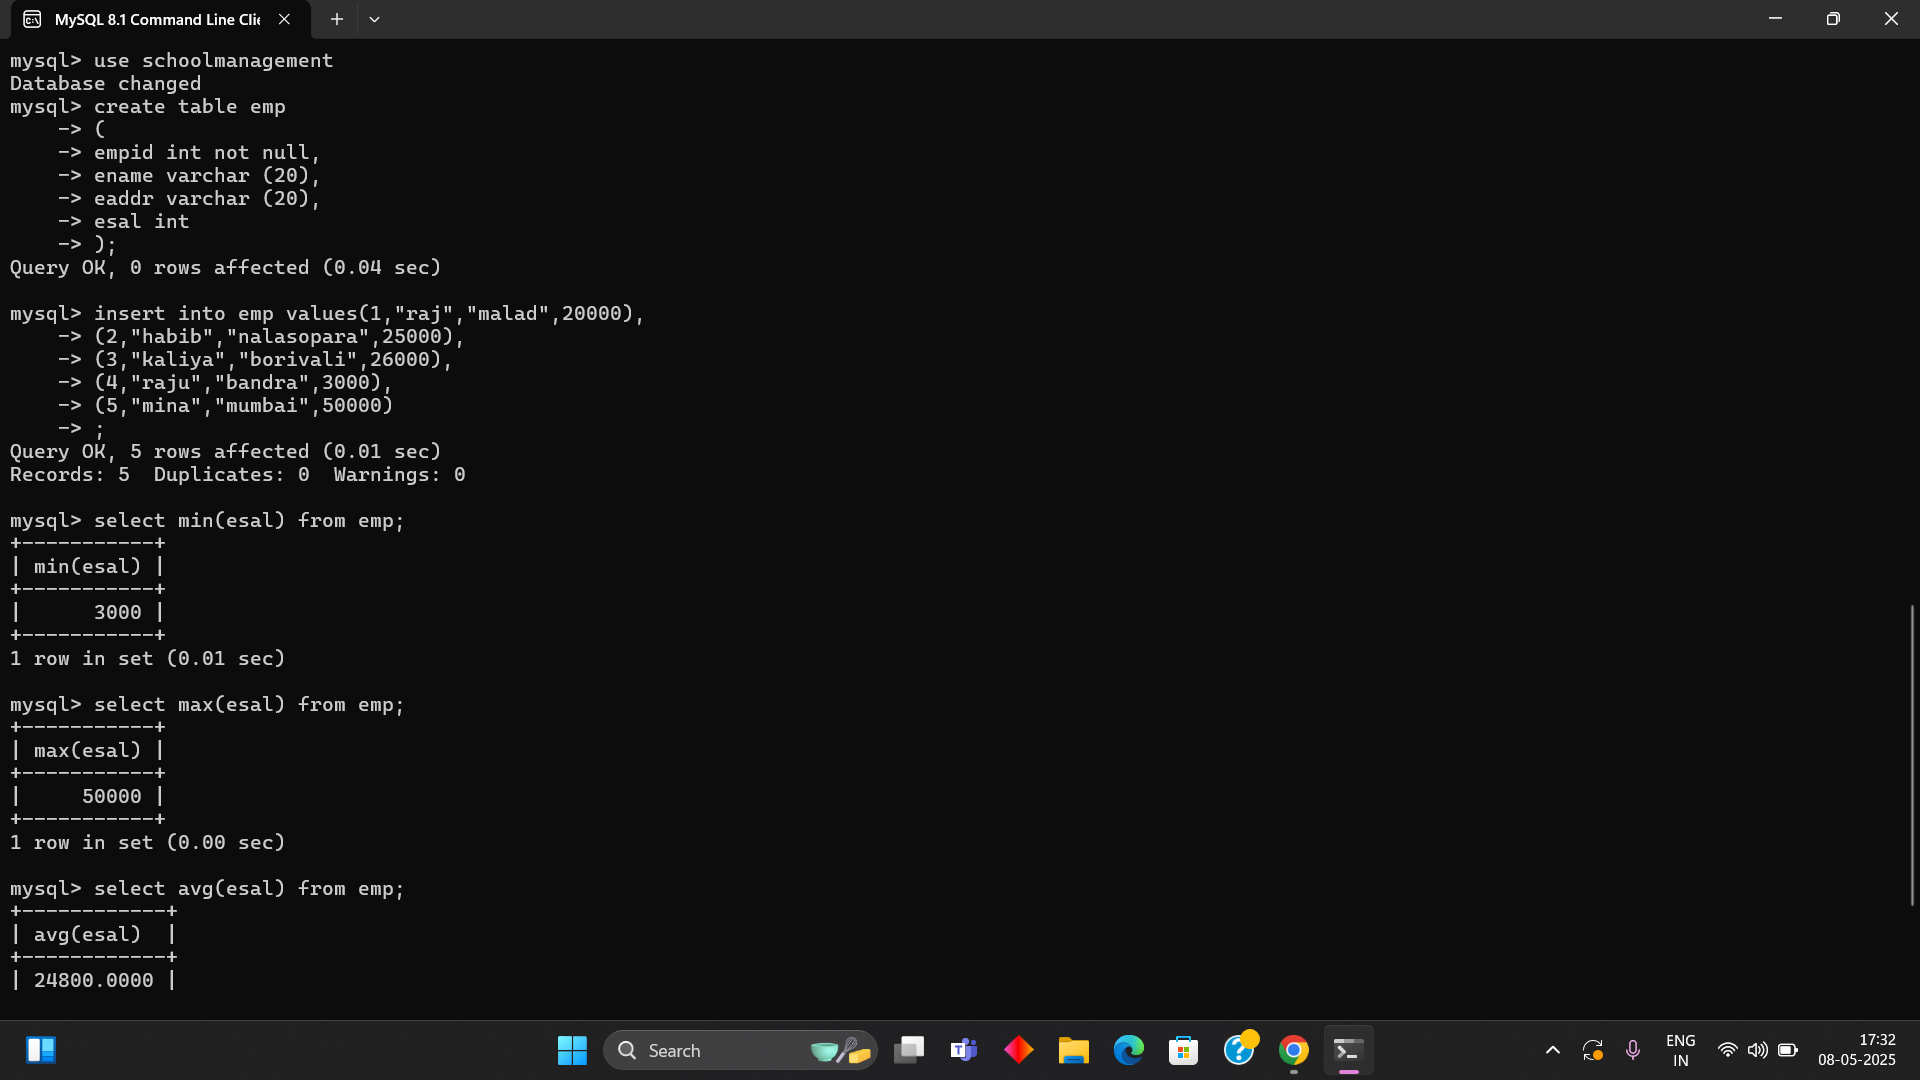 MySQL 8.1 Command Line Clie
mysql> use schoolmanagement
Database changed
mysql> create table emp
    -> (
    -> empid int not null,
    -> ename varchar (20),
    -> eaddr varchar (20),
    -> esal int
    -> );
Query OK, 0 rows affected (0.04 sec)

mysql> insert into emp values(1,"raj","malad",20000),
    -> (2,"habib","nalasopara",25000),
    -> (3,"kaliya","borivali",26000),
    -> (4,"raju","bandra",3000),
    -> (5,"mina","mumbai",50000)
    -> ;
Query OK, 5 rows affected (0.01 sec)
Records: 5  Duplicates: 0  Warnings: 0

mysql> select min(esal) from emp;
+-----------+
| min(esal) |
+-----------+
|      3000 |
+-----------+
1 row in set (0.01 sec)

mysql> select max(esal) from emp;
+-----------+
| max(esal) |
+-----------+
|     50000 |
+-----------+
1 row in set (0.00 sec)

mysql> select avg(esal) from emp;
+------------+
| avg(esal)  |
+------------+
| 24800.0000 |
Search
ENG
IN
17:32
08-05-2025